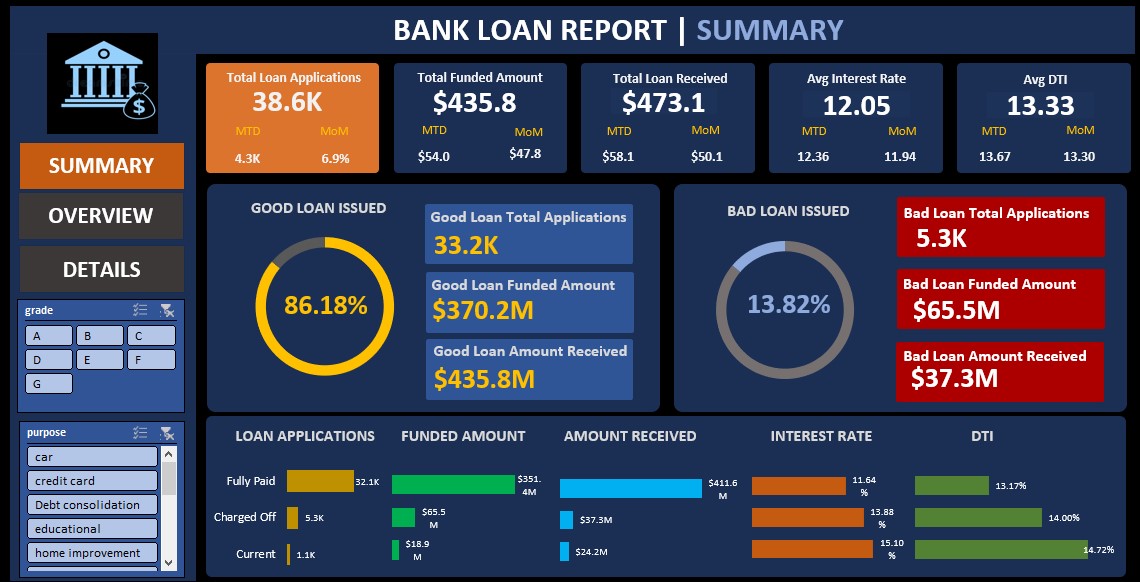 BANK LOAN REPORT | SUMMARY
$
SUMMARY
OVERVIEW
DETAILS
grade
A B C
D E F
G
purpose
car
credit card
Debt consolidation
educational
home improvement
Total Loan Applications
38.6K
MTD MoM
4.3K 6.9%
Total Funded Amount
$435.8
MTD MoM
$54.0 $47.8
Total Loan Received
$473.1
MTD MoM
$58.1 $50.1
Avg Interest Rate
12.05
MTD MoM
12.36 11.94
Avg DTI
13.33
MTD MoM
13.67 13.30
GOOD LOAN ISSUED
86.18%
Good Loan Total Applications
33.2K
Good Loan Funded Amount
$370.2M
Good Loan Amount Received
$435.8M
BAD LOAN ISSUED
13.82%
Bad Loan Total Applications
5.3K
Bad Loan Funded Amount
$65.5M
Bad Loan Amount Received
$37.3M
LOAN APPLICATIONS FUNDED AMOUNT AMOUNT RECEIVED INTEREST RATE DTI
Fully Paid 32.1K $351.
4M $411.6
M 11.64
% 13.17%
Charged Off 5.3K $65.5
M $37.3M 13.88
% 14.00%
Current 1.1K $18.9
M $24.2M 15.10
% 14.72%